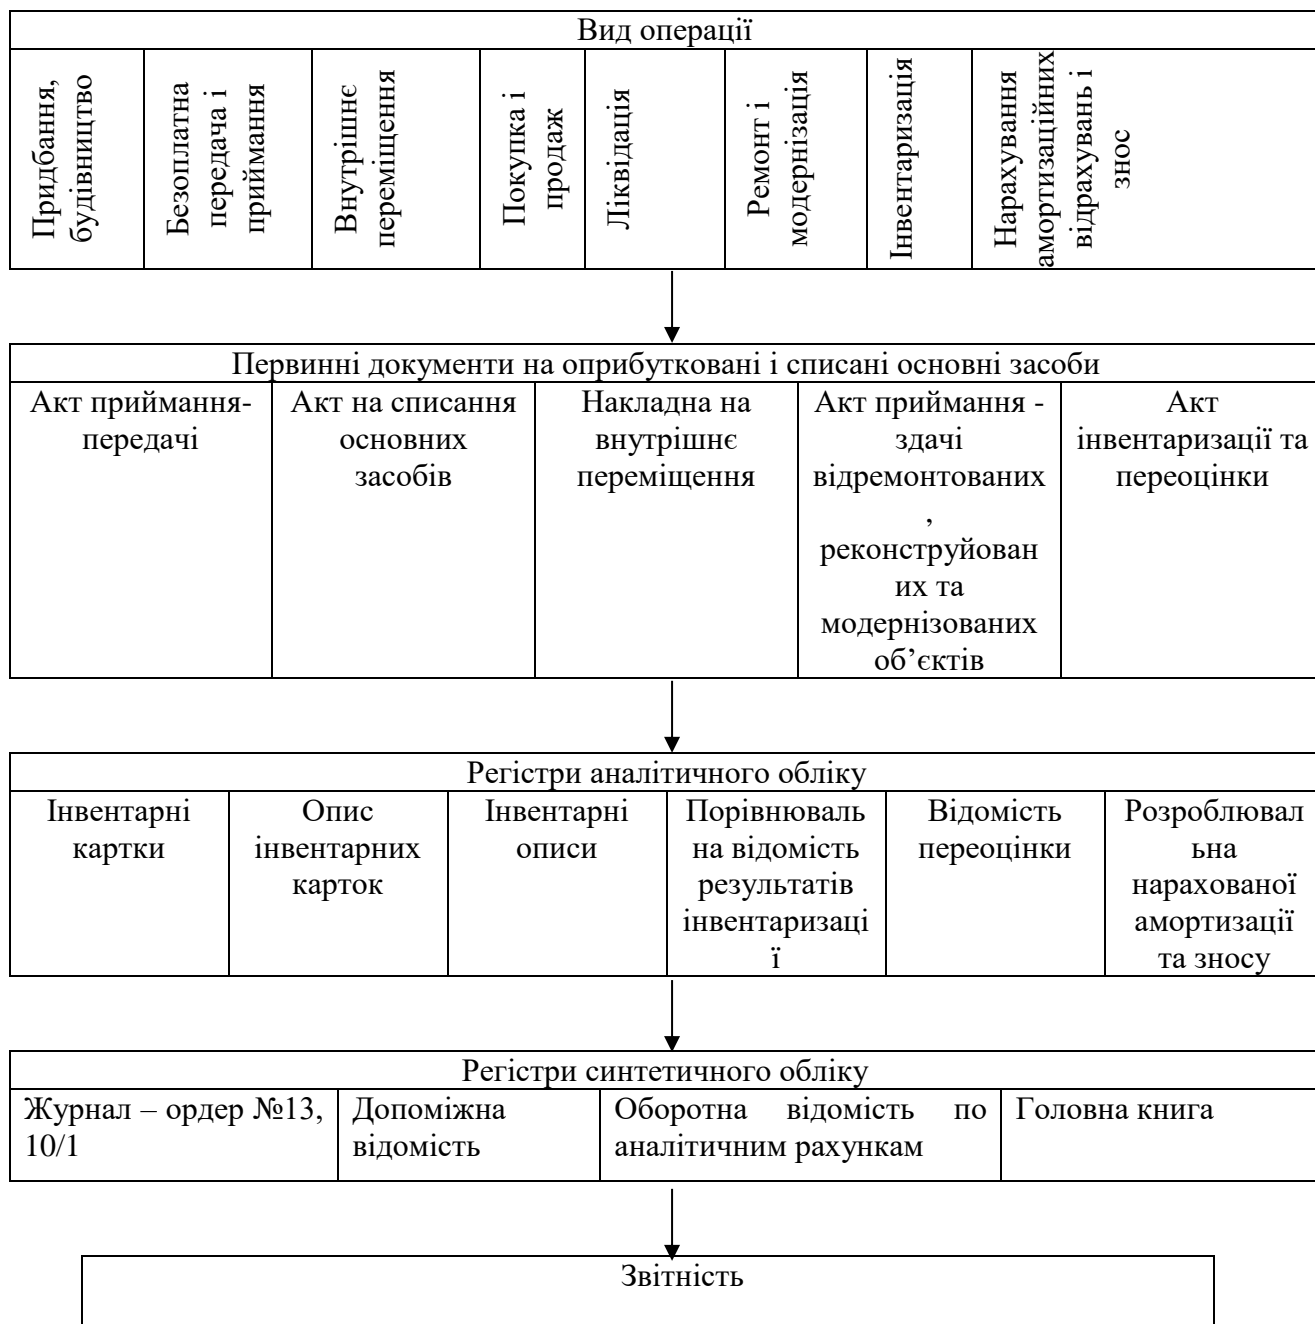 Вид операції
Придбання,
будівництво
Безоплатна
передача і
приймання
Внутрішнє
переміщення
Покупка і
продаж
Ліквідація
Ремонт і
модернізація
Інвентаризація
Нарахування
амортизаційних
відрахувань і
знос
Первинні документи на оприбутковані і списані основні засоби
Акт приймання-
передачі
Акт на списання
основних
засобів
Накладна на
внутрішнє
переміщення
Акт приймання -
здачі
відремонтованих
,
реконструйован
их та
модернізованих
об’єктів
Акт
інвентаризації та
переоцінки
Регістри аналітичного обліку
Інвентарні
картки
Опис
інвентарних
карток
Інвентарні
описи
Порівнюваль
на відомість
результатів
інвентаризаці
ї
Відомість
переоцінки
Розроблювал
ьна
нарахованої
амортизації
та зносу
Регістри синтетичного обліку
Журнал – ордер №13,
10/1
Допоміжна
відомість
Оборотна відомість по
аналітичним рахункам
Головна книга
Звітність